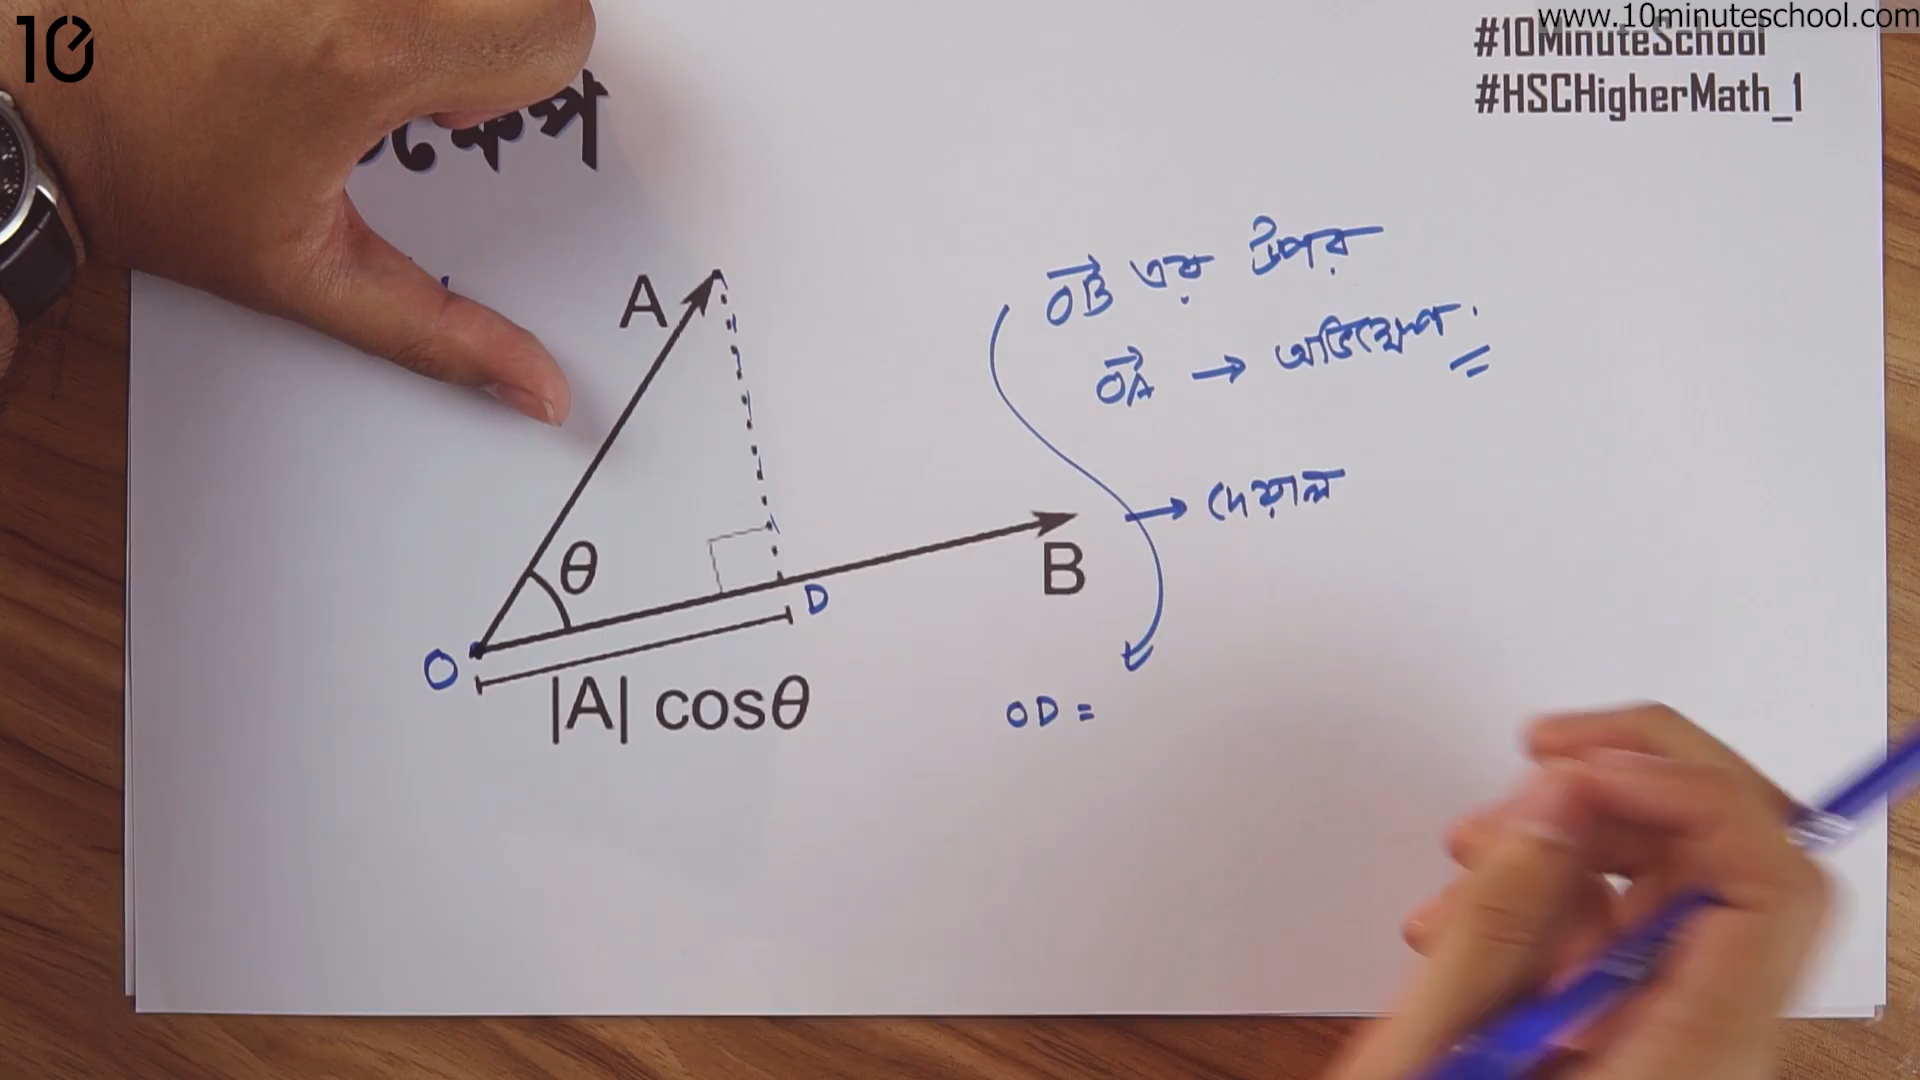 10
www.10minuteschool.com
#10MinuteSchool
#HSCHigherMath_1
ক্ষেপ
A
θ
O
D
B
|A| cosθ
OB এর উপর
OA → অভিক্ষেপ.
→ দেয়াল
OD =